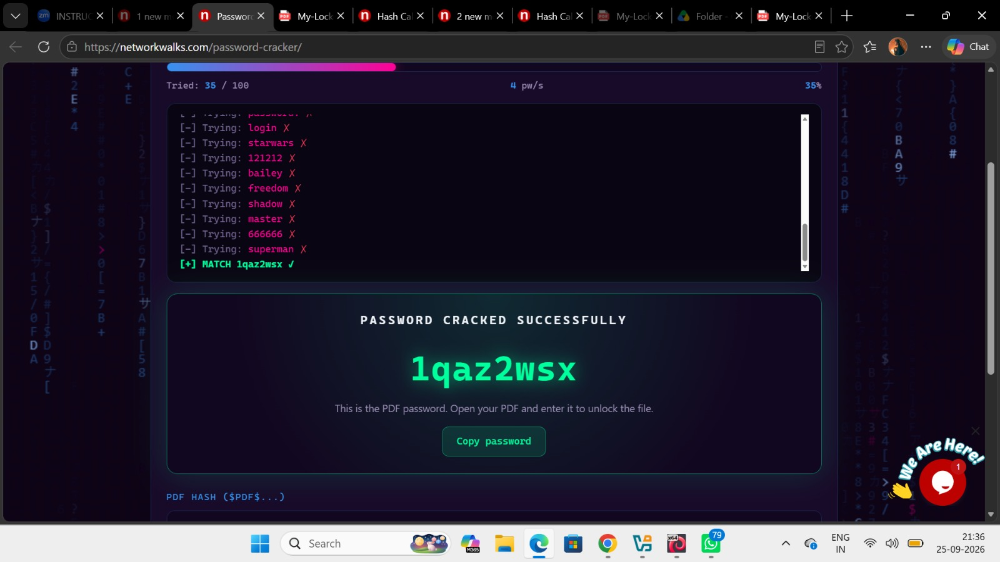 INSTRUC
1 new m
Passwor
My-Lock
Hash Cal
2 new m
Hash Cal
My-Lock
Folder -
My-Lock
https://networkwalks.com/password-cracker/
Chat
Tried: 35 / 100
4 pw/s
35%
[-] Trying: login ✗
[-] Trying: starwars ✗
[-] Trying: 121212 ✗
[-] Trying: bailey ✗
[-] Trying: freedom ✗
[-] Trying: shadow ✗
[-] Trying: master ✗
[-] Trying: 666666 ✗
[-] Trying: superman ✗
[+] MATCH 1qaz2wsx ✓
PASSWORD CRACKED SUCCESSFULLY
1qaz2wsx
This is the PDF password. Open your PDF and enter it to unlock the file.
Copy password
PDF HASH ($PDF$...)
We Are Here!
1
Search
M365
x64
79
ENG
IN
21:36
25-09-2026